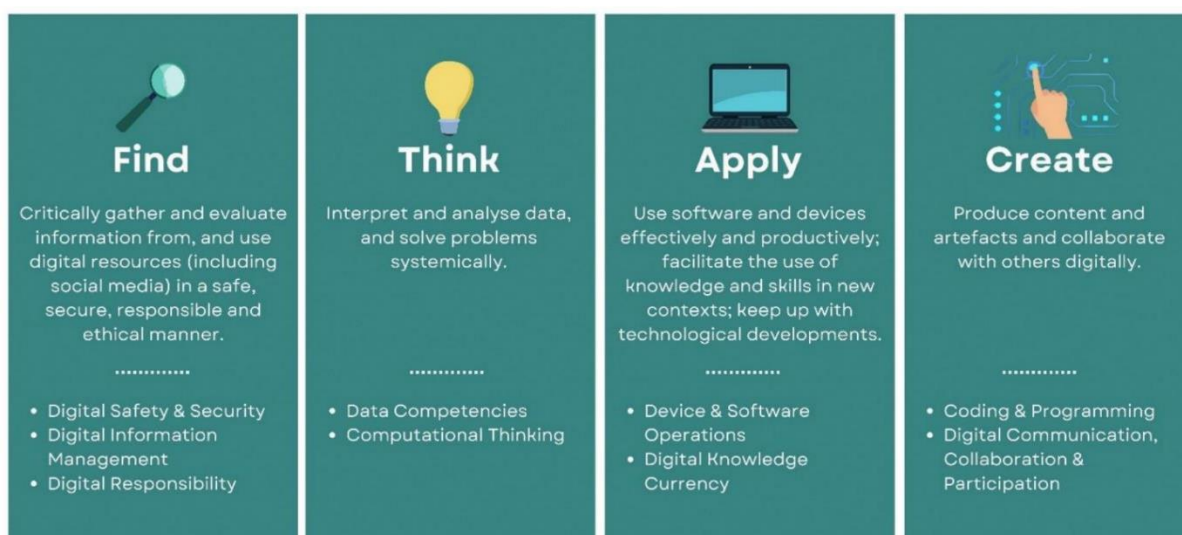 Find
Critically gather and evaluate
information from, and use
digital resources (including
social media) in a safe,
secure, responsible and
ethical manner.
.............
• Digital Safety & Security
• Digital Information
Management
• Digital Responsibility
Think
Interpret and analyse data,
and solve problems
systemically.
.............
• Data Competencies
• Computational Thinking
Apply
Use software and devices
effectively and productively;
facilitate the use of
knowledge and skills in new
contexts; keep up with
technological developments.
.............
• Device & Software
Operations
• Digital Knowledge
Currency
Create
Produce content and
artefacts and collaborate
with others digitally.
.............
• Coding & Programming
• Digital Communication,
Collaboration &
Participation